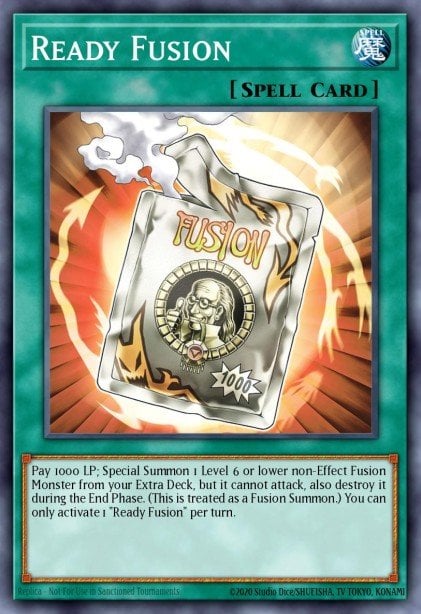 READY FUSION
SPELL
魔
[SPELL CARD]
FUSION
1000
Pay 1000 LP; Special Summon 1 Level 6 or lower non-Effect Fusion
Monster from your Extra Deck, but it cannot attack, also destroy it
during the End Phase. (This is treated as a Fusion Summon.) You can
only activate 1 "Ready Fusion" per turn.
Replica - Not For Use in Sanctioned Tournaments
©2020 Studio Dice/SHUEISHA, TV TOKYO, KONAMI